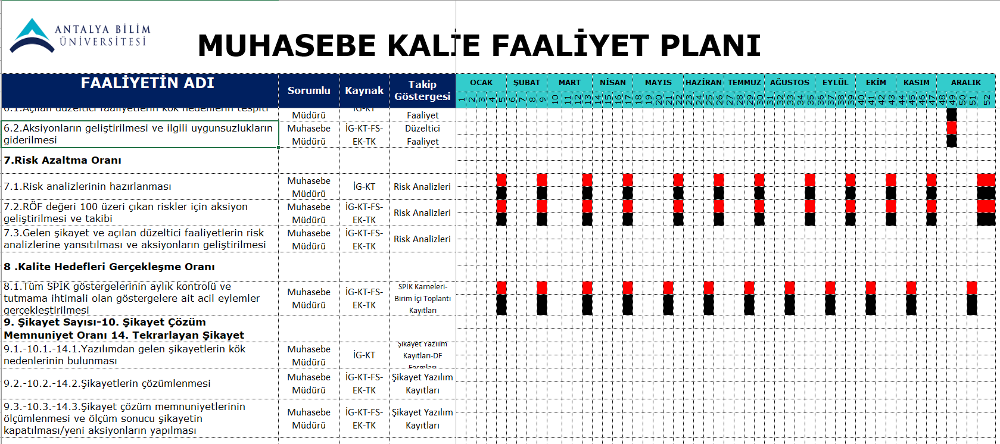 ANTALYA BİLİM
ÜNİVERSİTESİ
MUHASEBE KALİTE FAALİYET PLANI
FAALİYETİN ADI
Sorumlu
Kaynak
Takip
Göstergesi
OCAK ŞUBAT MART NİSAN MAYIS HAZİRAN TEMMUZ AĞUSTOS EYLÜL EKİM KASIM ARALIK
1 2 3 4 5 6 7 8 9 10 11 12 13 14 15 16 17 18 19 20 21 22 23 24 25 26 27 28 29 30 31 32 33 34 35 36 37 38 39 40 41 42 43 44 45 46 47 48 49 50 51 52
6.1.Açılan düzeltici faaliyetlerin kök nedenlerin tespiti
Müdürü
İG-KT
Faaliyet
6.2.Aksiyonların geliştirilmesi ve ilgili uygunsuzlukların
giderilmesi
Muhasebe
Müdürü
İG-KT-FS-
EK-TK
Düzeltici
Faaliyet
7.Risk Azaltma Oranı
7.1.Risk analizlerinin hazırlanması
Muhasebe
Müdürü
İG-KT
Risk Analizleri
7.2.RÖF değeri 100 üzeri çıkan riskler için aksiyon
geliştirilmesi ve takibi
Muhasebe
Müdürü
İG-KT-FS-
EK-TK
Risk Analizleri
7.3.Gelen şikayet ve açılan düzeltici faaliyetlerin risk
analizlerine yansıtılması ve aksiyonların geliştirilmesi
Muhasebe
Müdürü
İG-KT-FS-
EK-TK
Risk Analizleri
8 .Kalite Hedefleri Gerçekleşme Oranı
8.1.Tüm SPİK göstergelerinin aylık kontrolü ve
tutmama ihtimali olan göstergelere ait acil eylemler
gerçekleştirilmesi
Muhasebe
Müdürü
İG-KT-FS-
EK-TK
SPİK Karneleri-
Birim İçi Toplantı
Kayıtları
9. Şikayet Sayısı-10. Şikayet Çözüm
Memnuniyet Oranı 14. Tekrarlayan Şikayet
9.1.-10.1.-14.1.Yazılımdan gelen şikayetlerin kök
nedenlerinin bulunması
Muhasebe
Müdürü
İG-KT
Şikayet Yazılım
Kayıtları-DF
Formları
9.2.-10.2.-14.2.Şikayetlerin çözümlenmesi
Muhasebe
Müdürü
İG-KT-FS-
EK-TK
Şikayet Yazılım
Kayıtları
9.3.-10.3.-14.3.Şikayet çözüm memnuniyetlerinin
ölçümlenmesi ve ölçüm sonucu şikayetin
kapatılması/yeni aksiyonların yapılması
Muhasebe
Müdürü
İG-KT-FS-
EK-TK
Şikayet Yazılım
Kayıtları